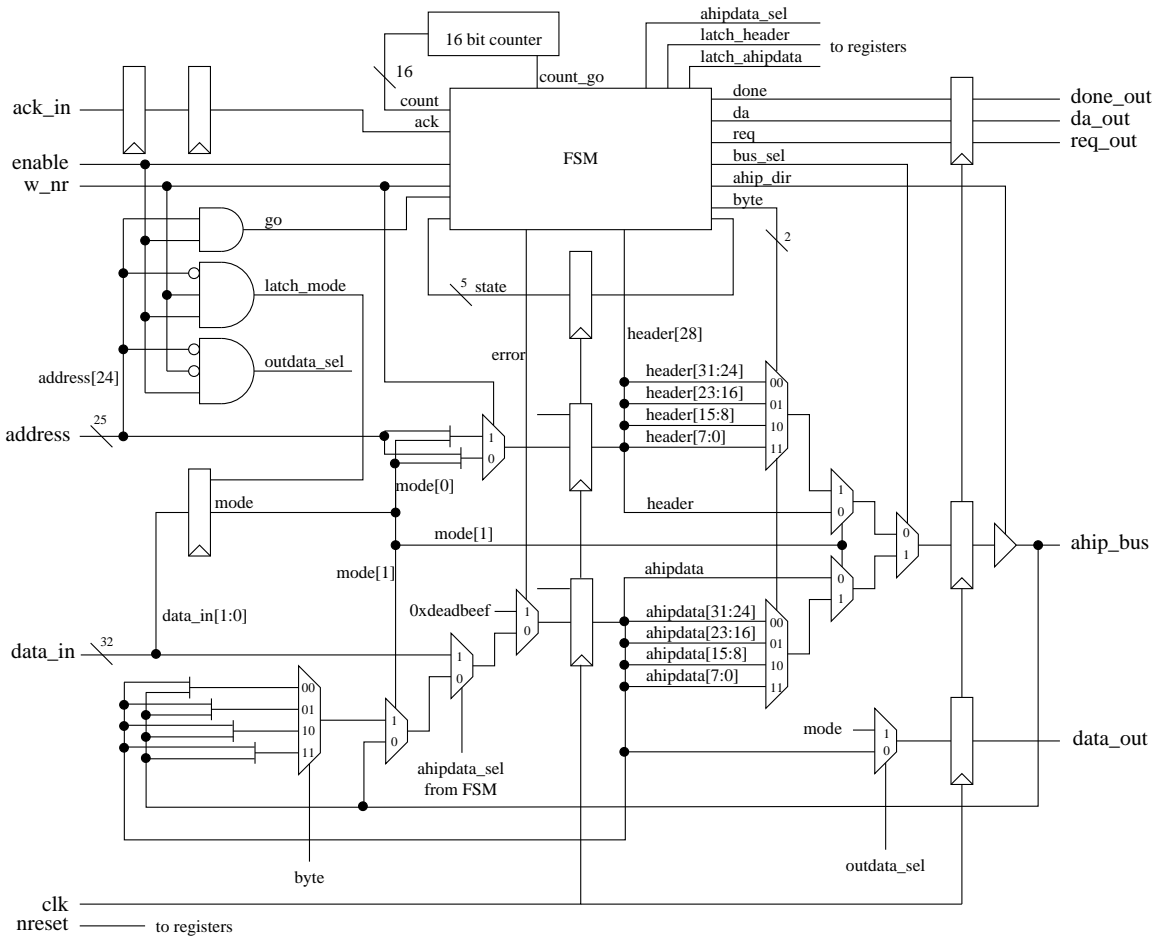 ahipdata_sel
latch_header
to registers
latch_ahipdata
16 bit counter
16
count_go
count
ack
ack_in
enable
w_nr
FSM
done
da
req
bus_sel
ahip_dir
byte
done_out
da_out
req_out
go
2
latch_mode
5
state
outdata_sel
address[24]
error
header[28]
header[31:24]
header[23:16]
header[15:8]
header[7:0]
00
01
10
11
address
25
1
0
mode[0]
mode
header
1
0
mode[1]
mode[1]
0
1
ahip_bus
ahipdata
0
1
data_in[1:0]
0xdeadbeef
1
0
ahipdata[31:24]
ahipdata[23:16]
ahipdata[15:8]
ahipdata[7:0]
00
01
10
11
data_in
32
1
0
00
01
10
11
1
0
ahipdata_sel
from FSM
mode
1
0
data_out
outdata_sel
byte
clk
nreset
to registers